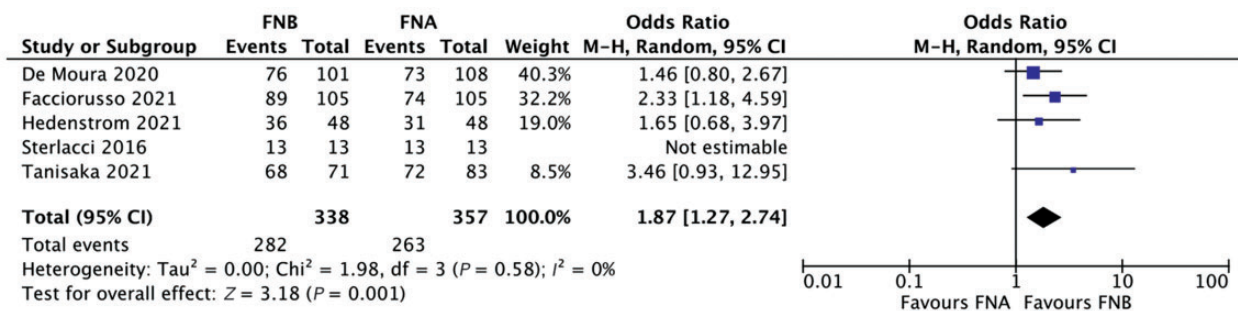 FNB FNA Odds Ratio Odds Ratio
Study or Subgroup Events Total Events Total Weight M-H, Random, 95% CI M-H, Random, 95% CI
De Moura 2020 76 101 73 108 40.3% 1.46 [0.80, 2.67]
Facciorusso 2021 89 105 74 105 32.2% 2.33 [1.18, 4.59]
Hedenstrom 2021 36 48 31 48 19.0% 1.65 [0.68, 3.97]
Sterlacci 2016 13 13 13 13 Not estimable
Tanisaka 2021 68 71 72 83 8.5% 3.46 [0.93, 12.95]
Total (95% CI) 338 357 100.0% 1.87 [1.27, 2.74]
Total events 282 263
Heterogeneity: Tau² = 0.00; Chi² = 1.98, df = 3 (P = 0.58); I² = 0%
Test for overall effect: Z = 3.18 (P = 0.001)
0.01 0.1 1 10 100
Favours FNA Favours FNB